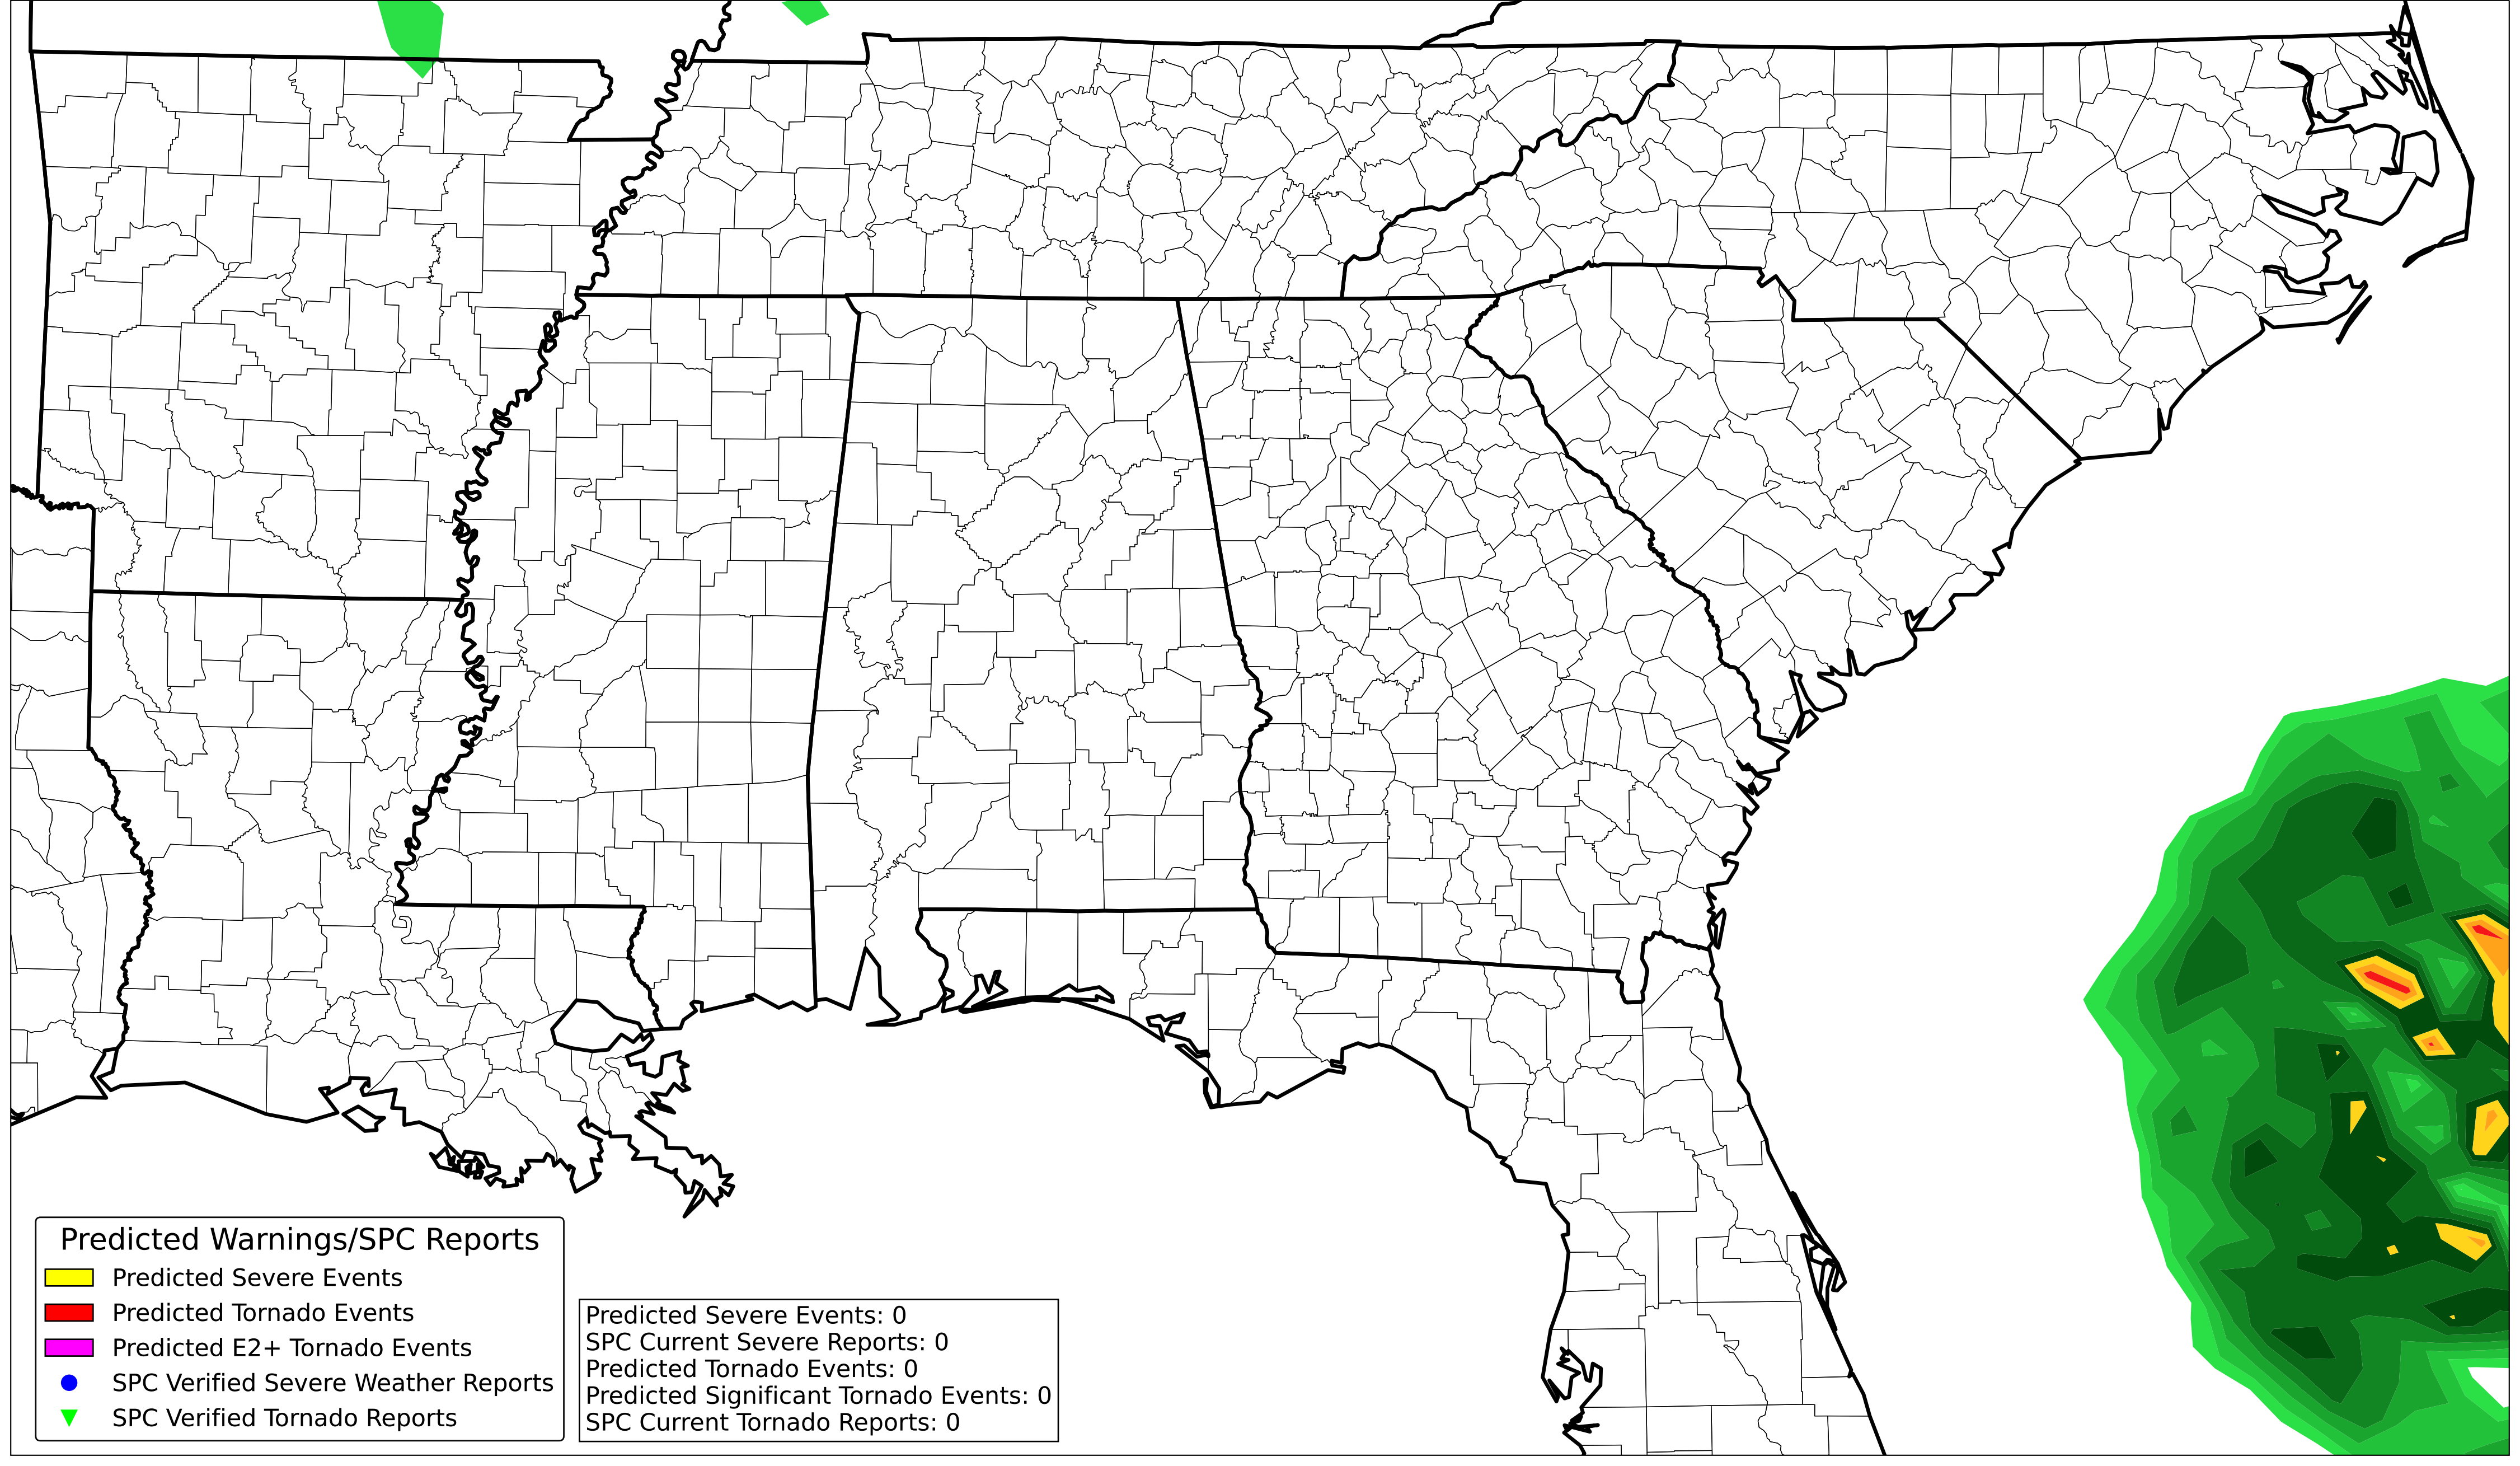 Predicted Warnings/SPC Reports
Predicted Severe Events
Predicted Tornado Events
Predicted E2+ Tornado Events
SPC Verified Severe Weather Reports
SPC Verified Tornado Reports
Predicted Severe Events: 0
SPC Current Severe Reports: 0
Predicted Tornado Events: 0
Predicted Significant Tornado Events: 0
SPC Current Tornado Reports: 0